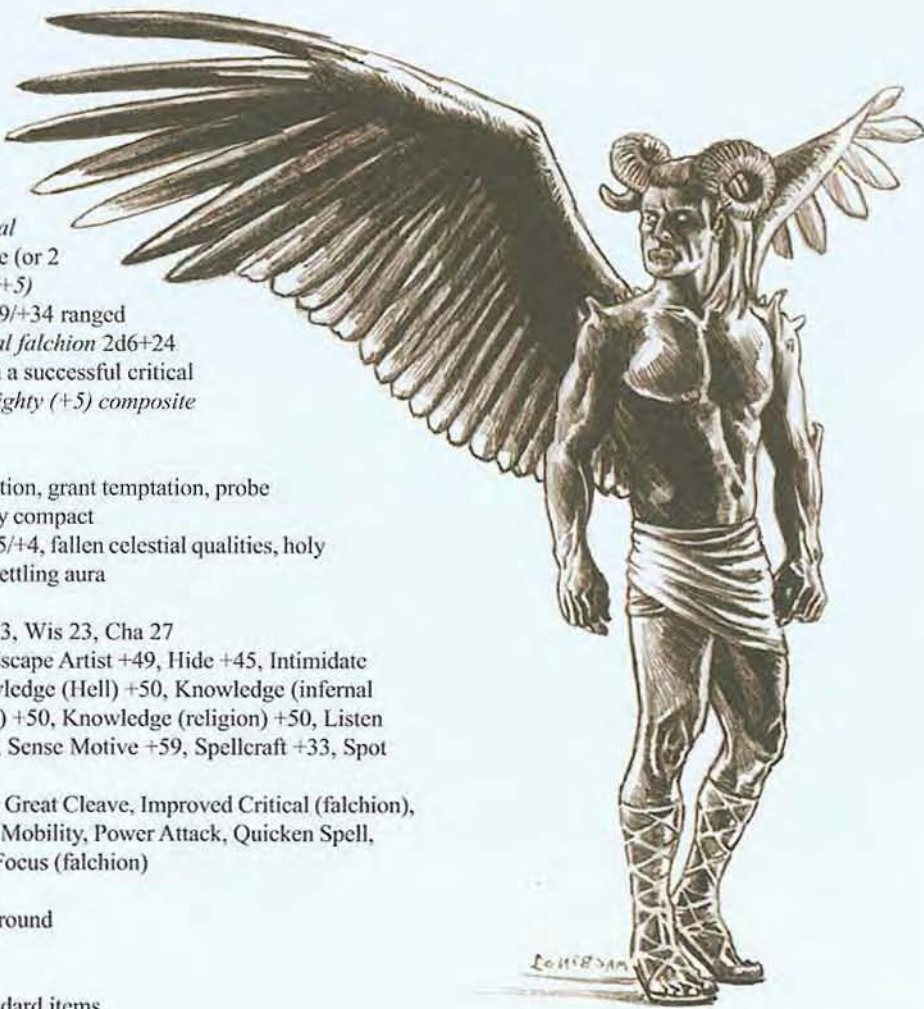 al
e (or 2
+5)
9/+34 ranged
al falchion 2d6+24
a successful critical
ighty (+5) composite
tion, grant temptation, probe
y compact
5/+4, fallen celestial qualities, holy
ettling aura
3, Wis 23, Cha 27
scape Artist +49, Hide +45, Intimidate
ledge (Hell) +50, Knowledge (infernal
) +50, Knowledge (religion) +50, Listen
, Sense Motive +59, Spellcraft +33, Spot
Great Cleave, Improved Critical (falchion),
Mobility, Power Attack, Quicken Spell,
Focus (falchion)
round
dard items